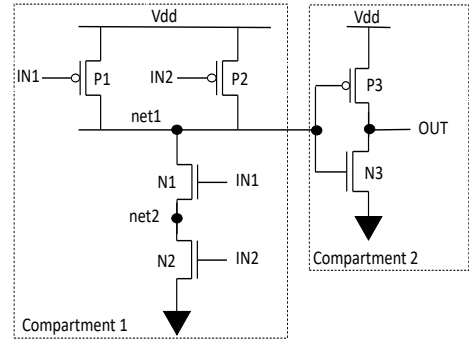 Vdd
Vdd
IN1
P1
IN2
P2
P3
net1
OUT
N1
IN1
N3
net2
N2
IN2
Compartment 2
Compartment 1